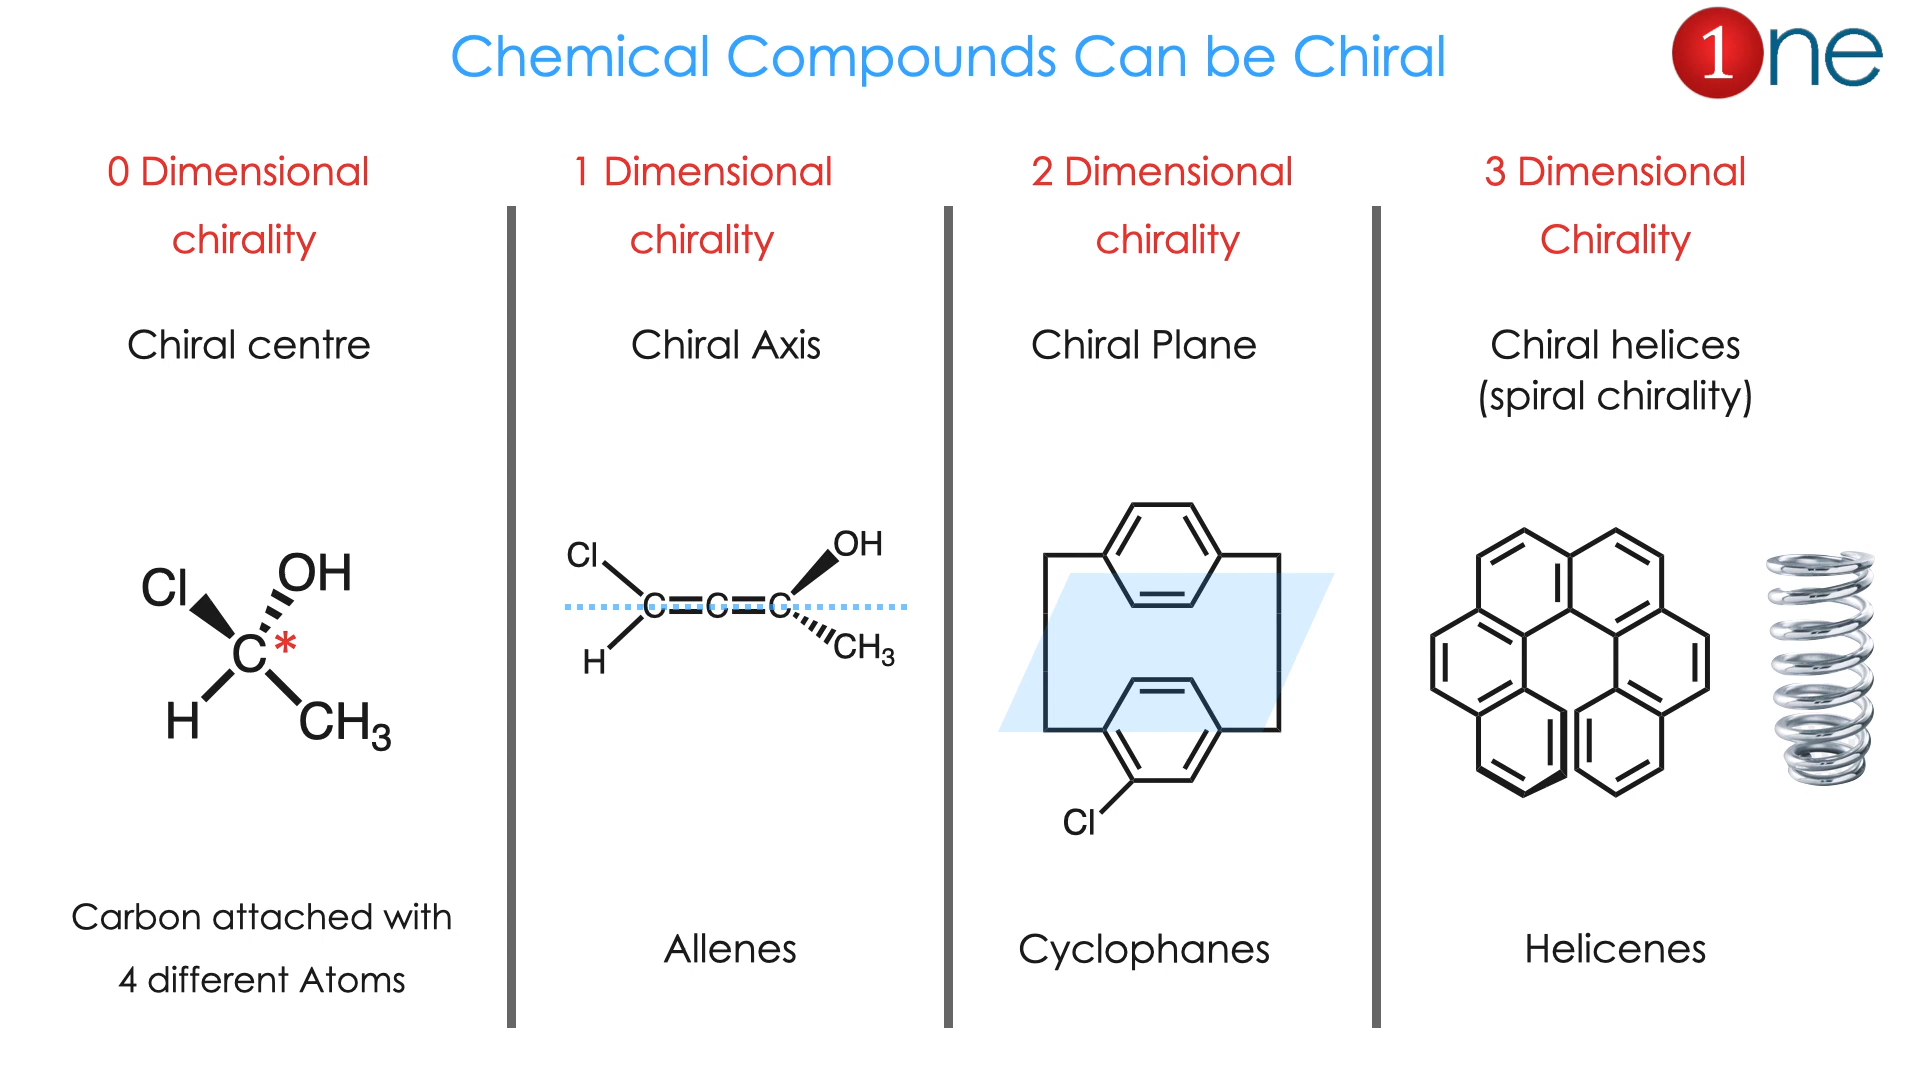 Chemical Compounds Can be Chiral
1ne
0 Dimensional
chirality
Chiral centre
Cl
OH
C*
H
CH3
Carbon attached with
4 different Atoms
1 Dimensional
chirality
Chiral Axis
Cl
OH
C C C
H
CH3
Allenes
2 Dimensional
chirality
Chiral Plane
Cl
Cyclophanes
3 Dimensional
Chirality
Chiral helices
(spiral chirality)
Helicenes